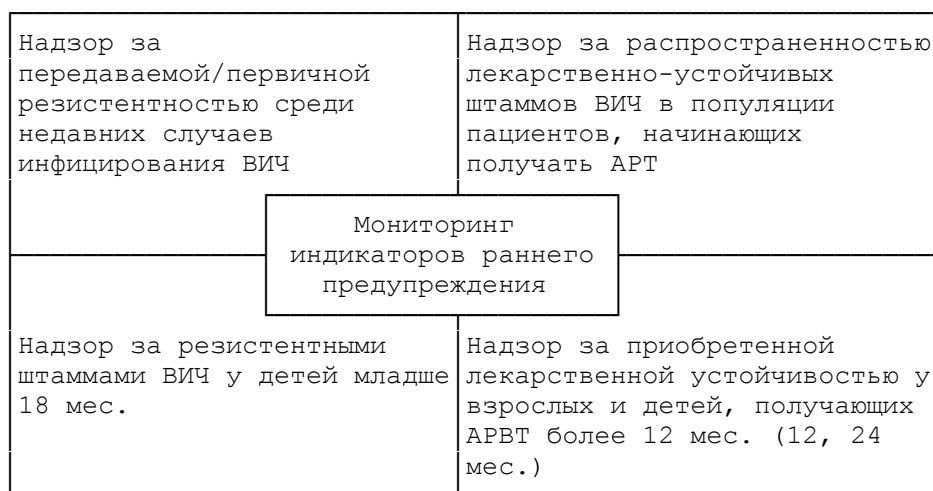 Надзор за
передаваемой/первичной
резистентностью среди
недавних случаев
инфицирования ВИЧ
Надзор за распространенностью
лекарственно-устойчивых
штаммов ВИЧ в популяции
пациентов, начинающих
получать АРТ
Мониторинг
индикаторов раннего
предупреждения
Надзор за резистентными
штаммами ВИЧ у детей младше
18 мес.
Надзор за приобретенной
лекарственной устойчивостью у
взрослых и детей, получающих
АРВТ более 12 мес. (12, 24
мес.)